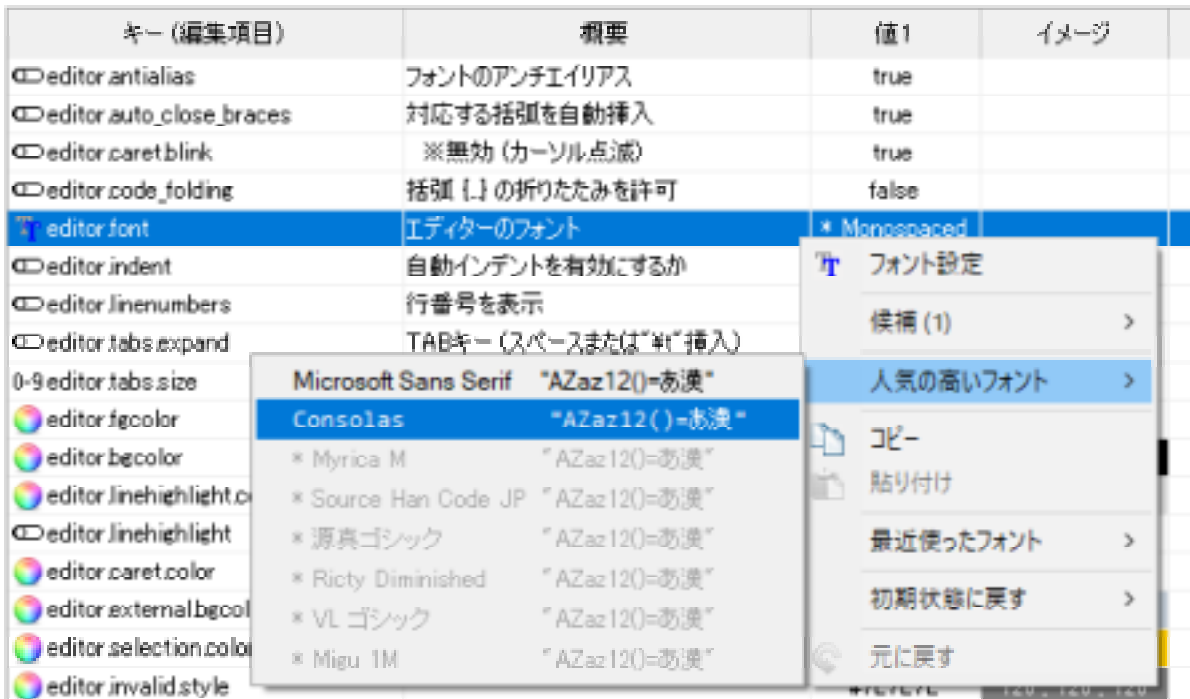 キー (編集項目) 概要 値1 イメージ
editor.antialias フォントのアンチエイリアス true
editor.auto_close_braces 対応する括弧を自動挿入 true
editor.caret.blink ※無効 (カーソル点滅) true
editor.code_folding 括弧 {..} の折りたたみを許可 false
editor.font エディターのフォント * Monospaced
editor.indent 自動インデントを有効にするか
editor.linenumbers 行番号を表示
editor.tabs.expand TABキー (スペースまたは"¥t"挿入)
0-9 editor.tabs.size
editor.fgcolor
editor.bgcolor
editor.linehighlight.co
editor.linehighlight
editor.caret.color
editor.external.bgcol
editor.selection.color
editor.invalid.style
フォント設定
候補 (1)
人気の高いフォント
コピー
貼り付け
最近使ったフォント
初期状態に戻す
元に戻す
Microsoft Sans Serif "AZaz12()=あ漢"
Consolas "AZaz12()=あ漢"
* Myrica M "AZaz12()=あ漢"
* Source Han Code JP "AZaz12()=あ漢"
* 源真ゴシック "AZaz12()=あ漢"
* Ricty Diminished "AZaz12()=あ漢"
* VL ゴシック "AZaz12()=あ漢"
* Migu 1M "AZaz12()=あ漢"